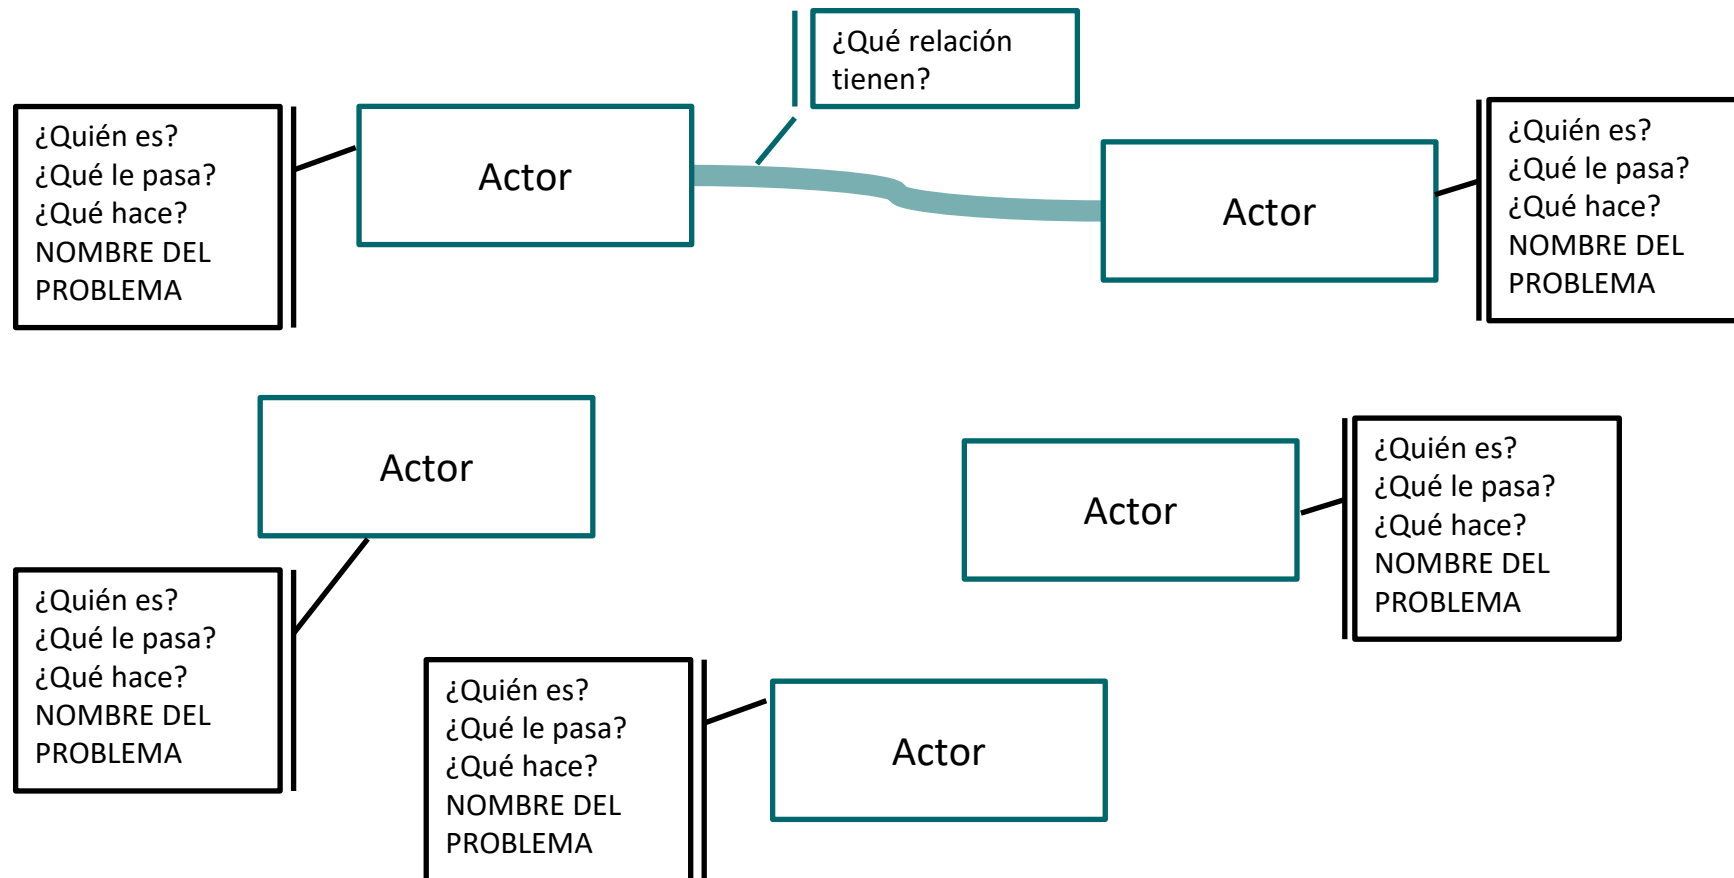 ¿Qué relación
tienen?
¿Quién es?
¿Qué le pasa?
¿Qué hace?
NOMBRE DEL
PROBLEMA
Actor
Actor
¿Quién es?
¿Qué le pasa?
¿Qué hace?
NOMBRE DEL
PROBLEMA
Actor
¿Quién es?
¿Qué le pasa?
¿Qué hace?
NOMBRE DEL
PROBLEMA
Actor
¿Quién es?
¿Qué le pasa?
¿Qué hace?
NOMBRE DEL
PROBLEMA
¿Quién es?
¿Qué le pasa?
¿Qué hace?
NOMBRE DEL
PROBLEMA
Actor